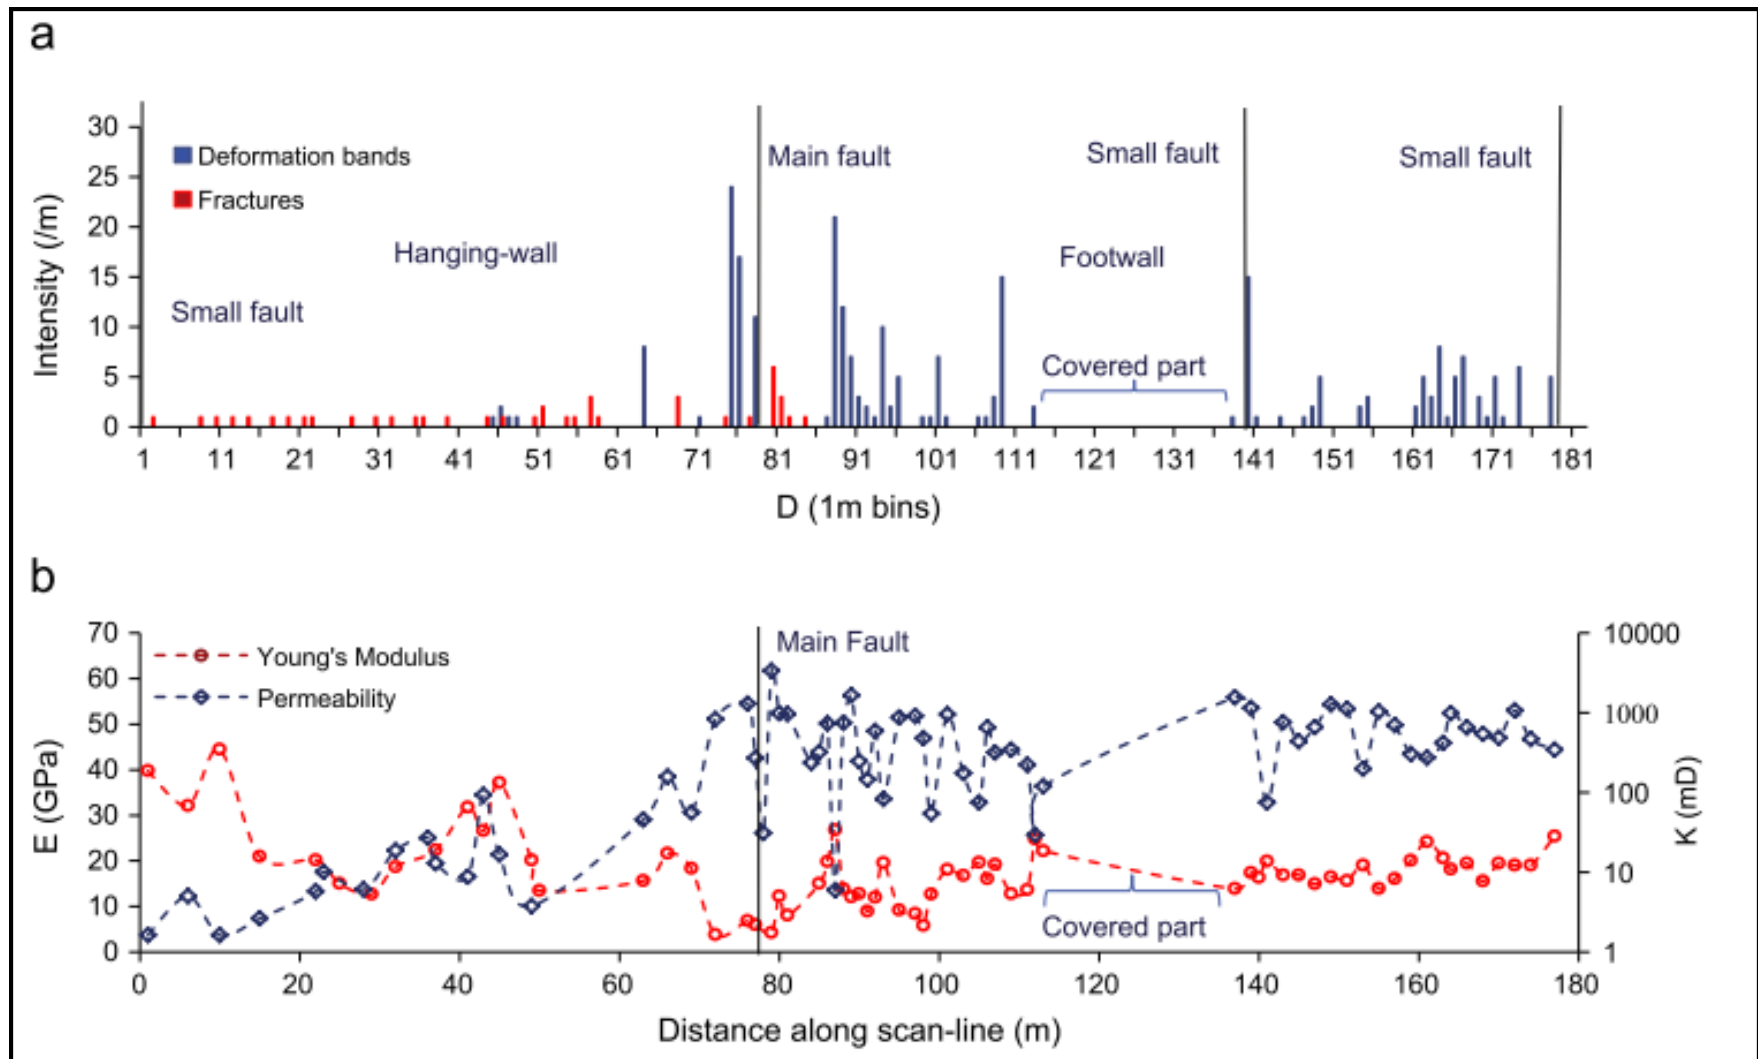 a
30
25
20
15
10
5
0
Intensity (/m)
Deformation bands
Fractures
Small fault
Hanging-wall
Main fault
Small fault
Footwall
Covered part
Small fault
1 11 21 31 41 51 61 71 81 91 101 111 121 131 141 151 161 171 181
D (1m bins)
b
70
60
50
40
30
20
10
0
E (GPa)
Young's Modulus
Permeability
Main Fault
Covered part
10000
1000
100
10
1
K (mD)
0 20 40 60 80 100 120 140 160 180
Distance along scan-line (m)